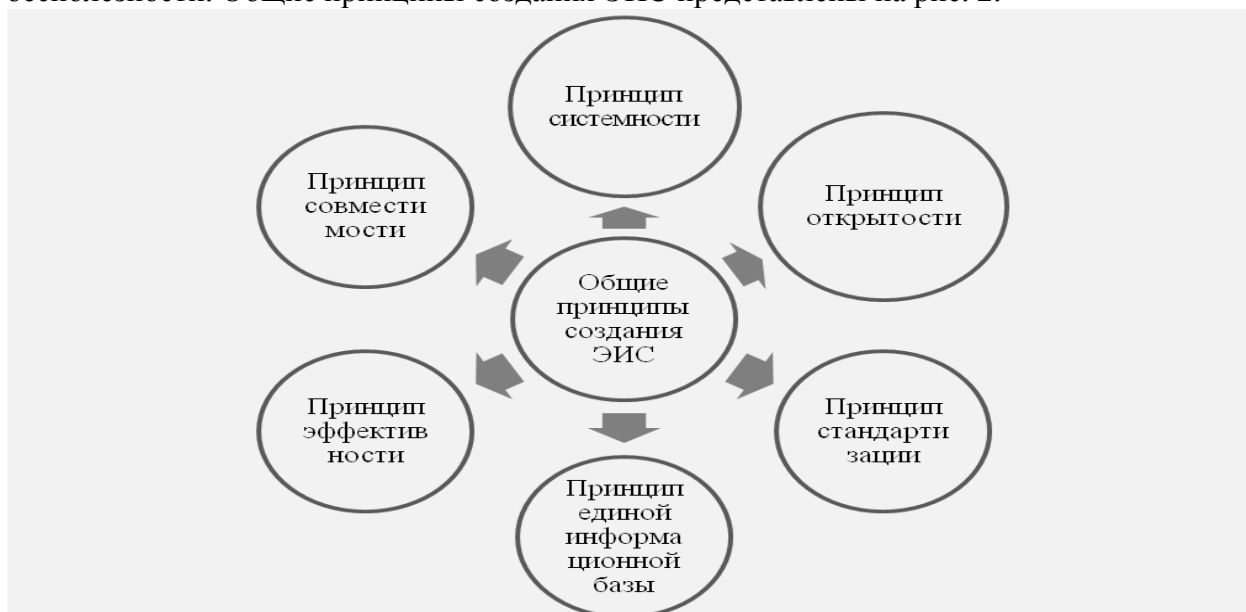 бесполезности. Общие принципы создания ЭИС представлены на рис. 2.
Принцип
системности
Принцип
открытости
Принцип
совмести
мости
Общие
принципы
создания
ЭИС
Принцип
эффектив
ности
Принцип
стандарти
зации
Принцип
единой
информа
ционной
базы